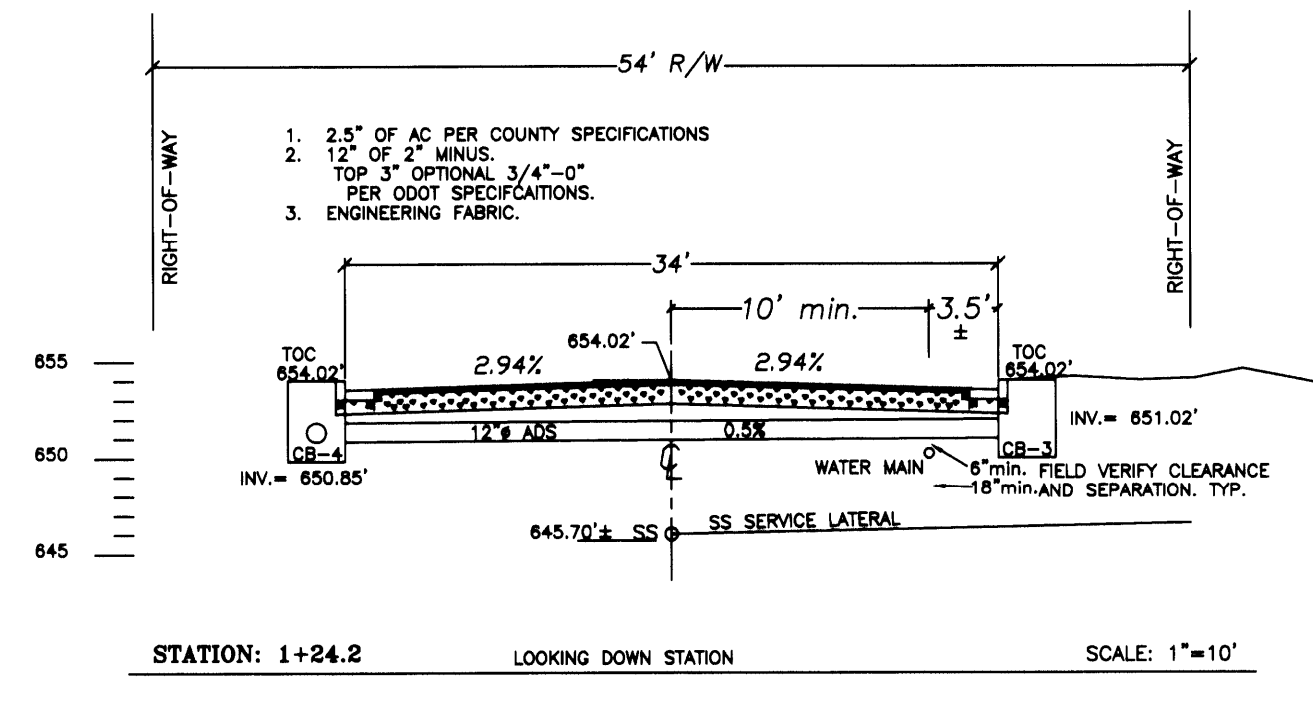 54' R/W
RIGHT-OF-WAY
RIGHT-OF-WAY
1. 2.5" OF AC PER COUNTY SPECIFICATIONS
2. 12" OF 2" MINUS.
TOP 3" OPTIONAL 3/4"-0"
PER ODOT SPECIFCAITIONS.
3. ENGINEERING FABRIC.
34'
10' min.
3.5'
±
654.02'
655
TOC
654.02'
2.94%
2.94%
TOC
654.02'
12"ø ADS
0.5%
INV.= 651.02'
650
CB-4
CB-3
INV.= 650.85'
℄
WATER MAIN
6"min. FIELD VERIFY CLEARANCE
18"min. AND SEPARATION. TYP.
645.70'± SS
SS SERVICE LATERAL
645
STATION: 1+24.2
LOOKING DOWN STATION
SCALE: 1"=10'